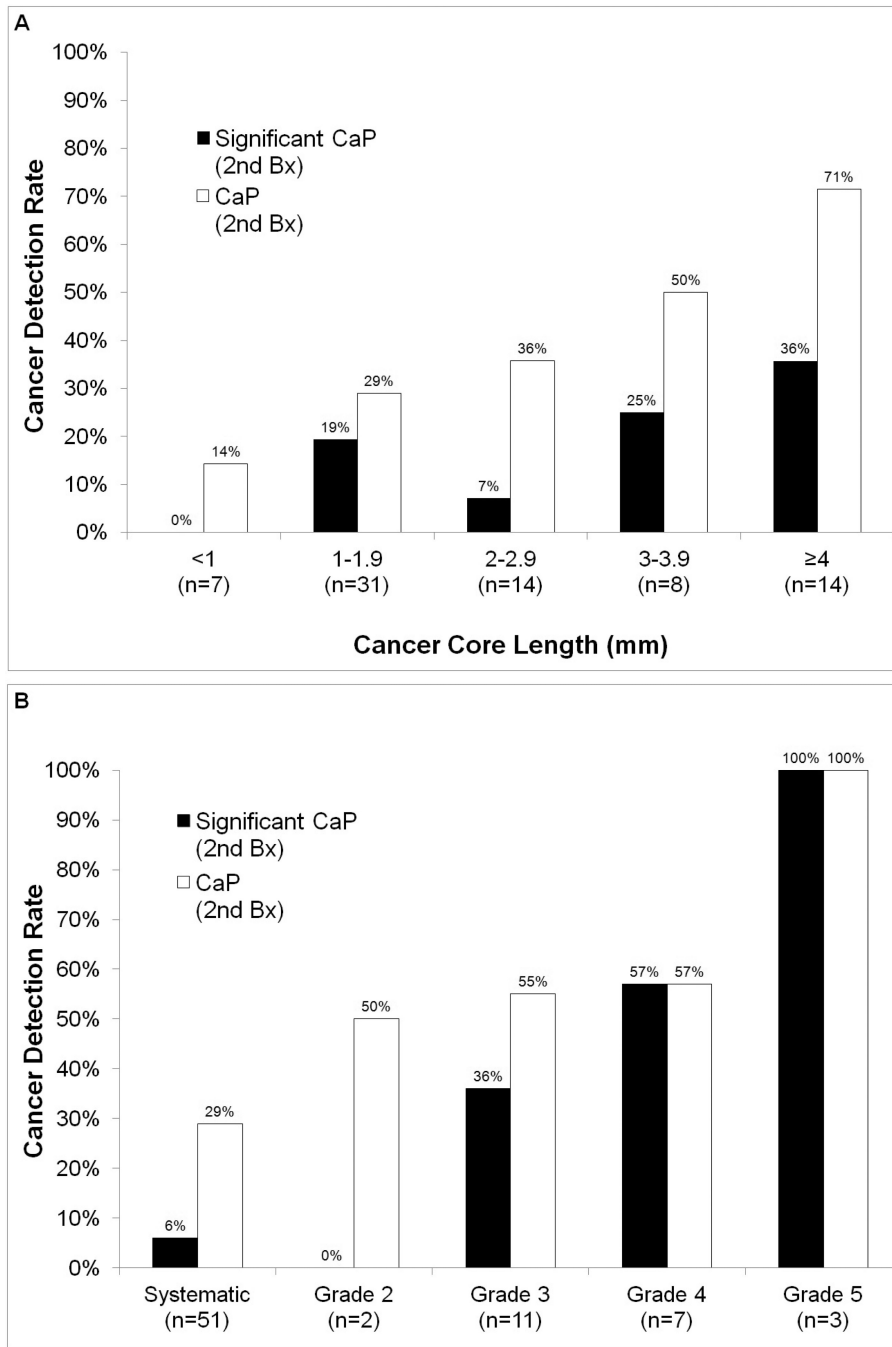 A
100%
90%
80%
70%
60%
50%
40%
30%
20%
10%
0%
Cancer Detection Rate
Significant CaP
(2nd Bx)
CaP
(2nd Bx)
0%
14%
19%
29%
7%
36%
25%
50%
36%
71%
<1 1-1.9 2-2.9 3-3.9 ≥4
(n=7) (n=31) (n=14) (n=8) (n=14)
Cancer Core Length (mm)
B
100%
90%
80%
70%
60%
50%
40%
30%
20%
10%
0%
Cancer Detection Rate
Significant CaP
(2nd Bx)
CaP
(2nd Bx)
6%
29%
0%
50%
36%
55%
57%
57%
100%
100%
Systematic Grade 2 Grade 3 Grade 4 Grade 5
(n=51) (n=2) (n=11) (n=7) (n=3)